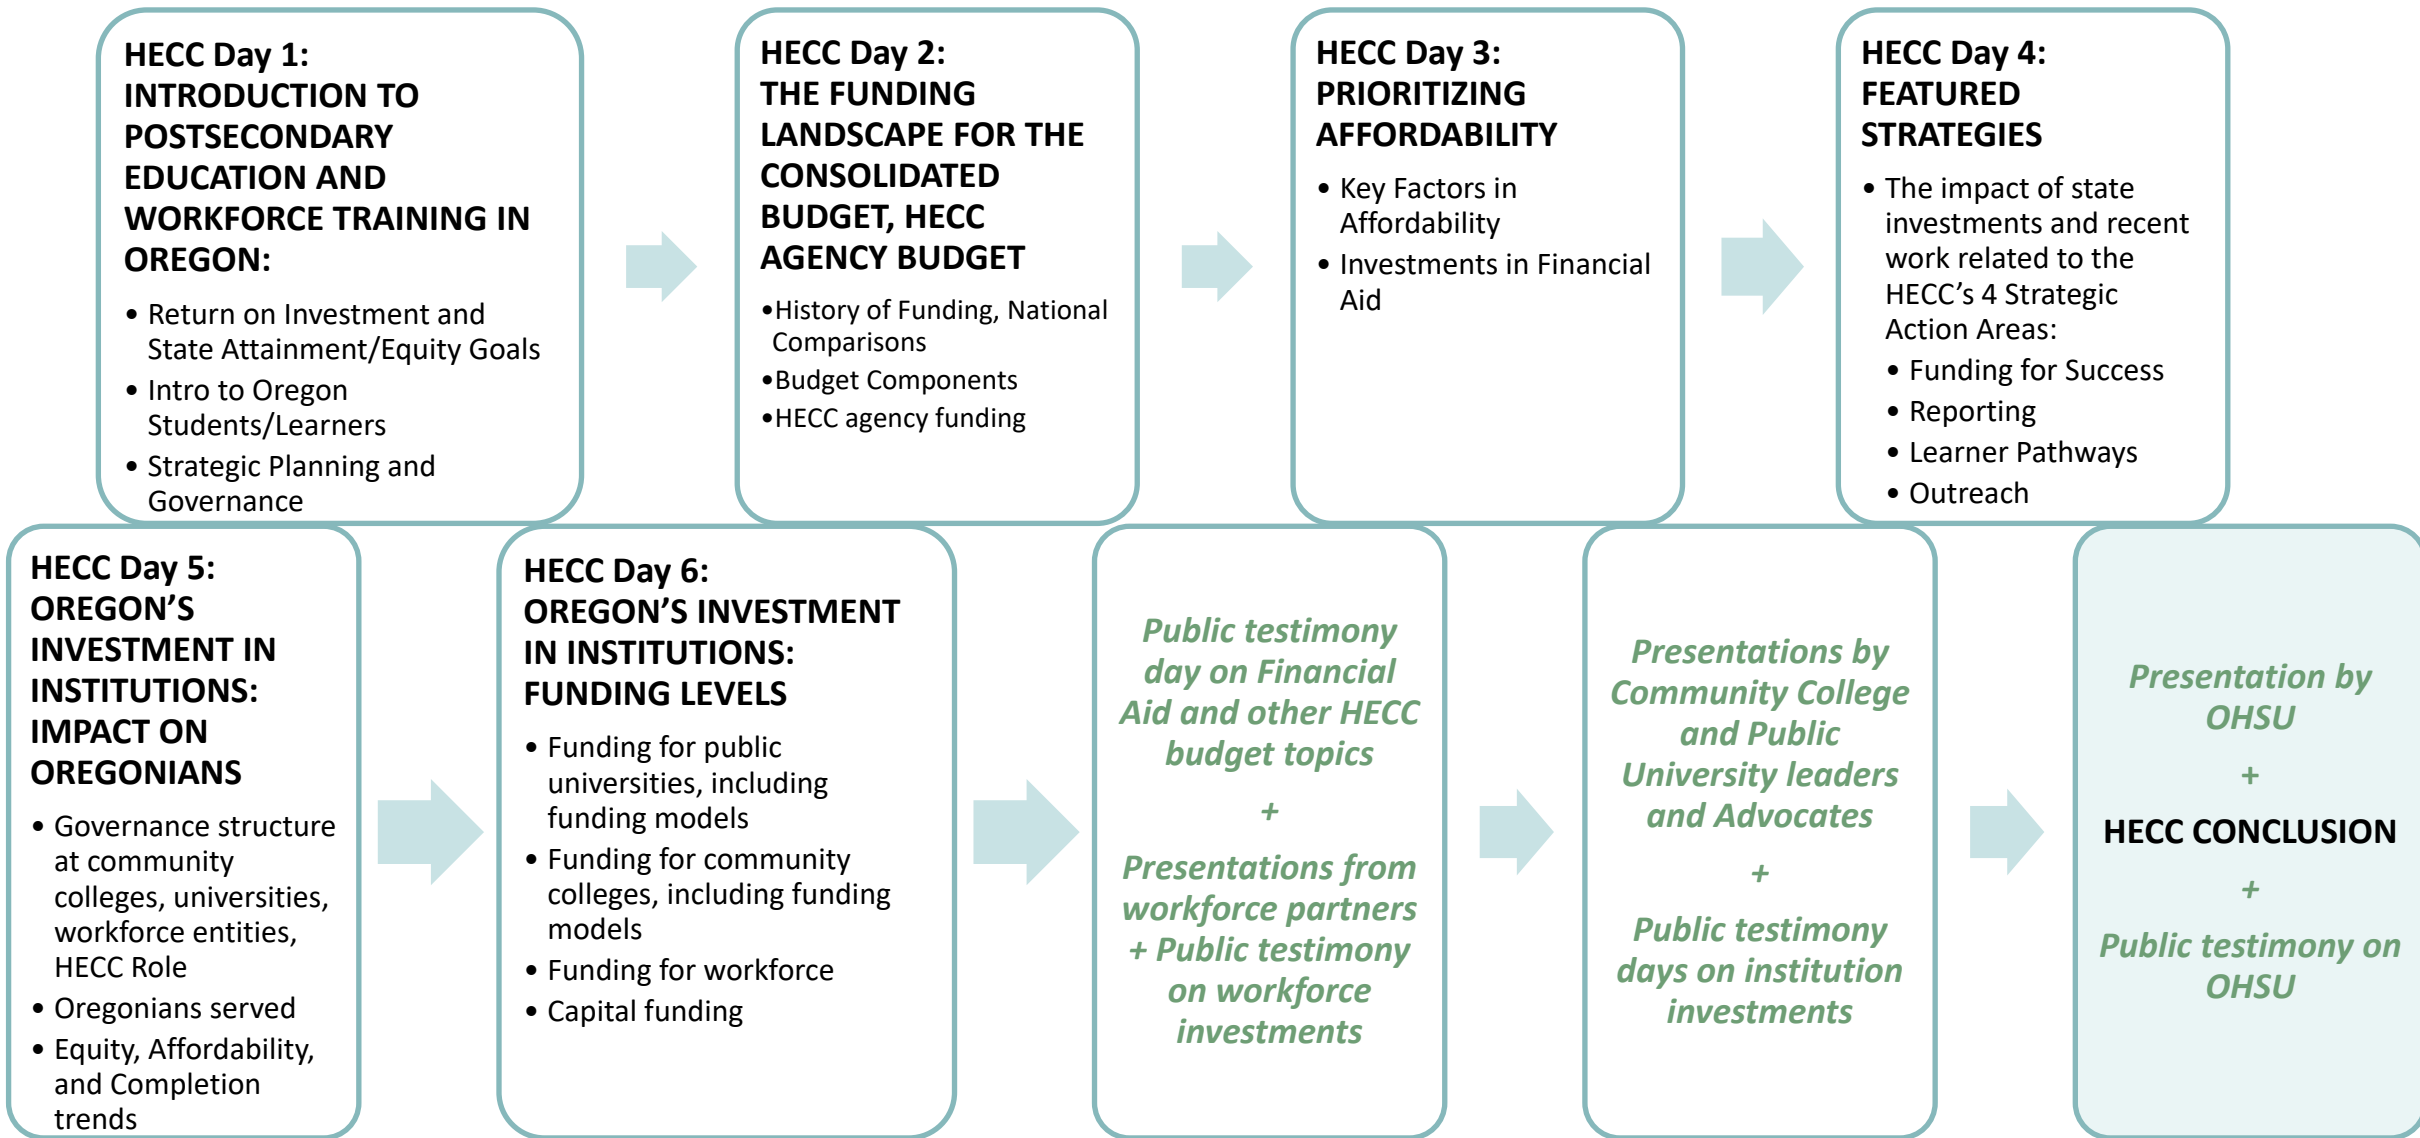 HECC Day 1:
INTRODUCTION TO
POSTSECONDARY
EDUCATION AND
WORKFORCE TRAINING IN
OREGON:
• Return on Investment and
State Attainment/Equity Goals
• Intro to Oregon
Students/Learners
• Strategic Planning and
Governance
HECC Day 2:
THE FUNDING
LANDSCAPE FOR THE
CONSOLIDATED
BUDGET, HECC
AGENCY BUDGET
•History of Funding, National
Comparisons
•Budget Components
•HECC agency funding
HECC Day 3:
PRIORITIZING
AFFORDABILITY
• Key Factors in
Affordability
• Investments in Financial
Aid
HECC Day 4:
FEATURED
STRATEGIES
• The impact of state
investments and recent
work related to the
HECC’s 4 Strategic
Action Areas:
• Funding for Success
• Reporting
• Learner Pathways
• Outreach
HECC Day 5:
OREGON’S
INVESTMENT IN
INSTITUTIONS:
IMPACT ON
OREGONIANS
• Governance structure
at community
colleges, universities,
workforce entities,
HECC Role
• Oregonians served
• Equity, Affordability,
and Completion
trends
HECC Day 6:
OREGON’S INVESTMENT
IN INSTITUTIONS:
FUNDING LEVELS
• Funding for public
universities, including
funding models
• Funding for community
colleges, including funding
models
• Funding for workforce
• Capital funding
Public testimony
day on Financial
Aid and other HECC
budget topics
+
Presentations from
workforce partners
+ Public testimony
on workforce
investments
Presentations by
Community College
and Public
University leaders
and Advocates
+
Public testimony
days on institution
investments
Presentation by
OHSU
+
HECC CONCLUSION
+
Public testimony on
OHSU